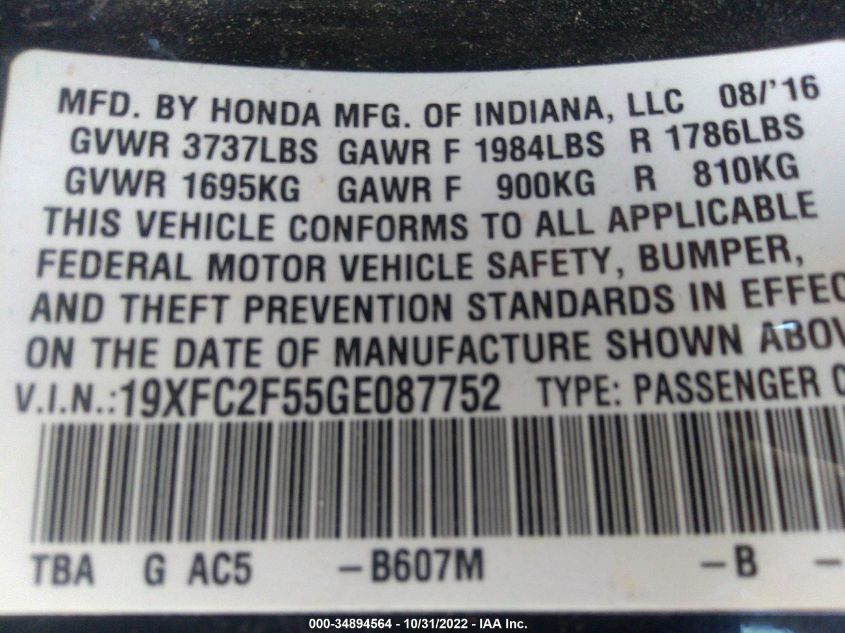 MFD. BY HONDA MFG. OF INDIANA, LLC 08/'16
GVWR 3737LBS GAWR F 1984LBS R 1786LBS
GVWR 1695KG GAWR F 900KG R 810KG
THIS VEHICLE CONFORMS TO ALL APPLICABLE
FEDERAL MOTOR VEHICLE SAFETY, BUMPER,
AND THEFT PREVENTION STANDARDS IN EFFEC
ON THE DATE OF MANUFACTURE SHOWN ABOV
V.I.N.:19XFC2F55GE087752 TYPE: PASSENGER C
TBA G AC5 -B607M -B -
000-34894564 - 10/31/2022 - IAA Inc.